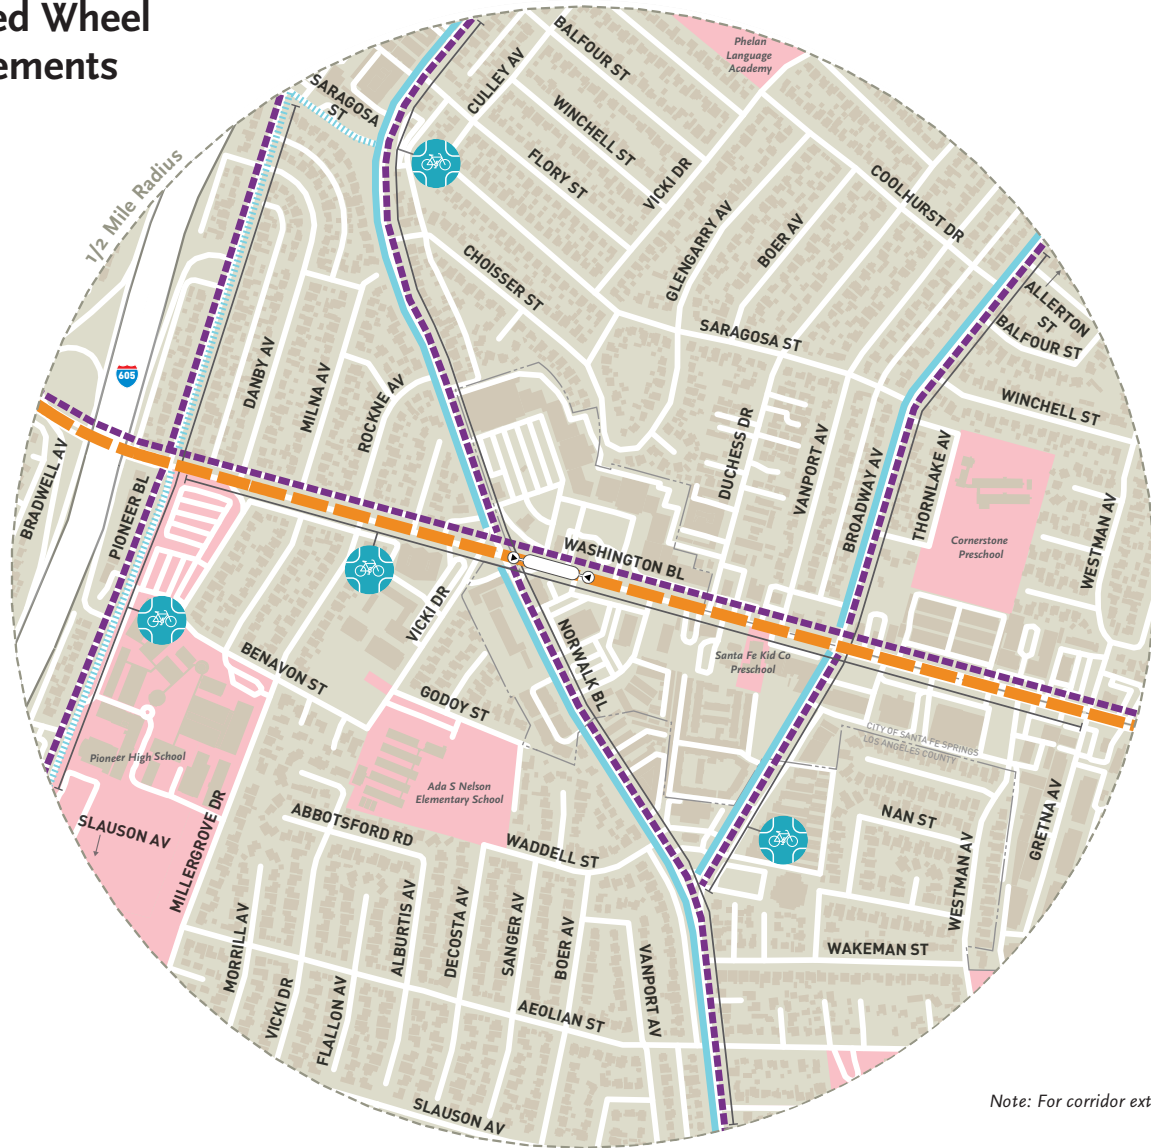 ed Wheel
ements
Phelan
Language
Academy
BALFOUR ST
CULLEY AV
SARAGOSA
ST
WINCHELL ST
FLORY ST
VICKI DR
COOLHURST DR
1/2 Mile Radius
GLENGARRY AV
BOER AV
CHOISSER ST
ALLERTON
ST
BALFOUR ST
SARAGOSA ST
605
DANBY AV
MILNA AV
ROCKNE AV
WINCHELL ST
DUCHESS DR
VANPORT AV
BROADWAY AV
THORNLAKE AV
BRADWELL AV
PIONEER BL
WESTMAN AV
Cornerstone
Preschool
WASHINGTON BL
VICKI DR
NORWALK BL
Santa Fe Kid Co
Preschool
BENAVON ST
GODOY ST
CITY OF SANTA FE SPRINGS
LOS ANGELES COUNTY
Pioneer High School
Ada S Nelson
Elementary School
SLAUSON AV
MILLERGROVE DR
ABBOTSFORD RD
WADDELL ST
NAN ST
GRETNA AV
WESTMAN AV
MORRILL AV
ALBURTIS AV
DECOSTA AV
SANGER AV
BOER AV
VANPORT AV
WAKEMAN ST
VICKI DR
FLALLON AV
AEOLIAN ST
SLAUSON AV
Note: For corridor ext